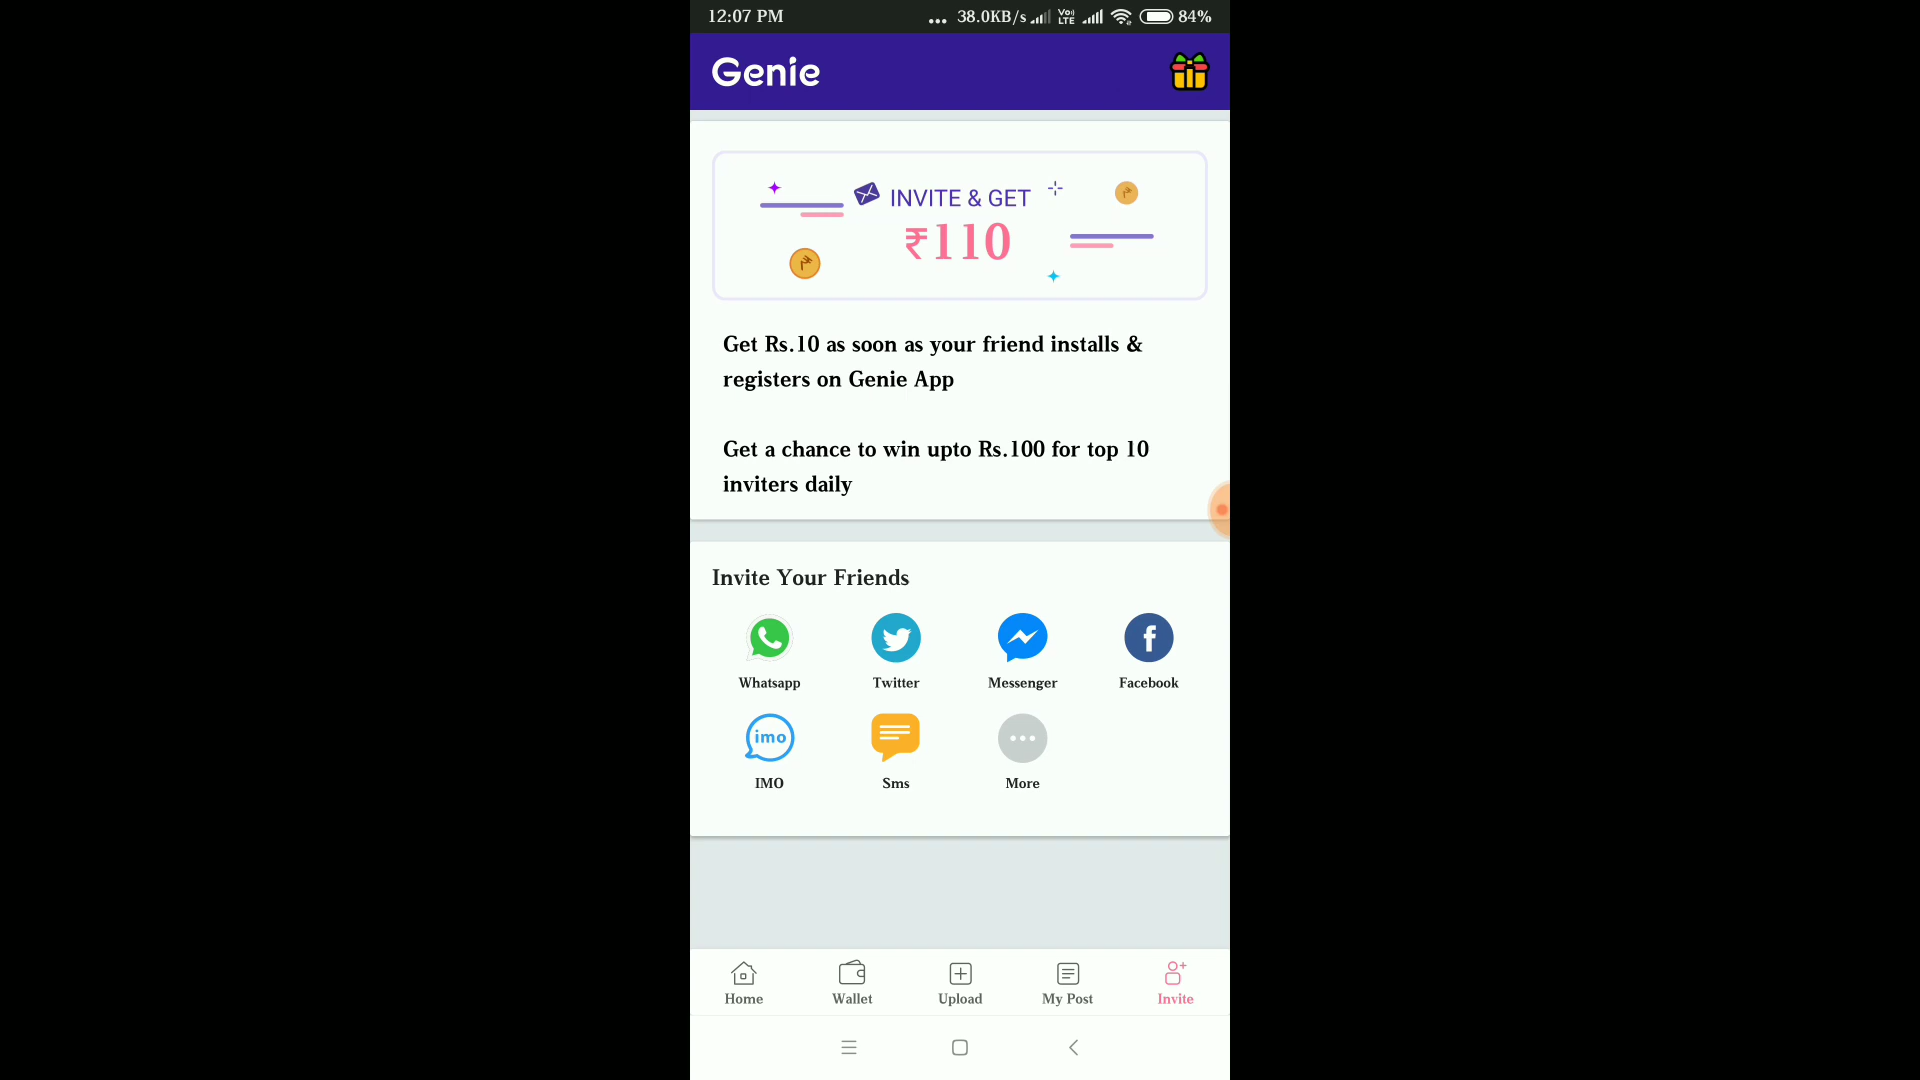 12:07 PM
... 38.0KB/s VoLTE 84%
Genie
INVITE & GET
₹110
Get Rs.10 as soon as your friend installs &
registers on Genie App
Get a chance to win upto Rs.100 for top 10
inviters daily
Invite Your Friends
Whatsapp Twitter Messenger Facebook
imo
IMO Sms More
Home Wallet Upload My Post Invite